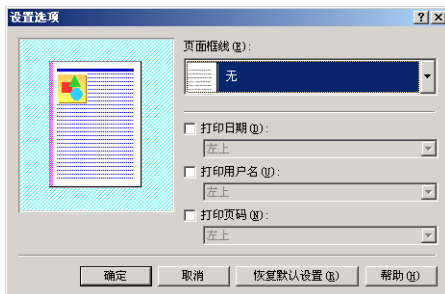 设置选项
页面框线(E):
无
打印日期(D):
左上
打印用户名(U):
左上
打印页码(N):
左上
确定
取消
恢复默认设置(R)
帮助(H)